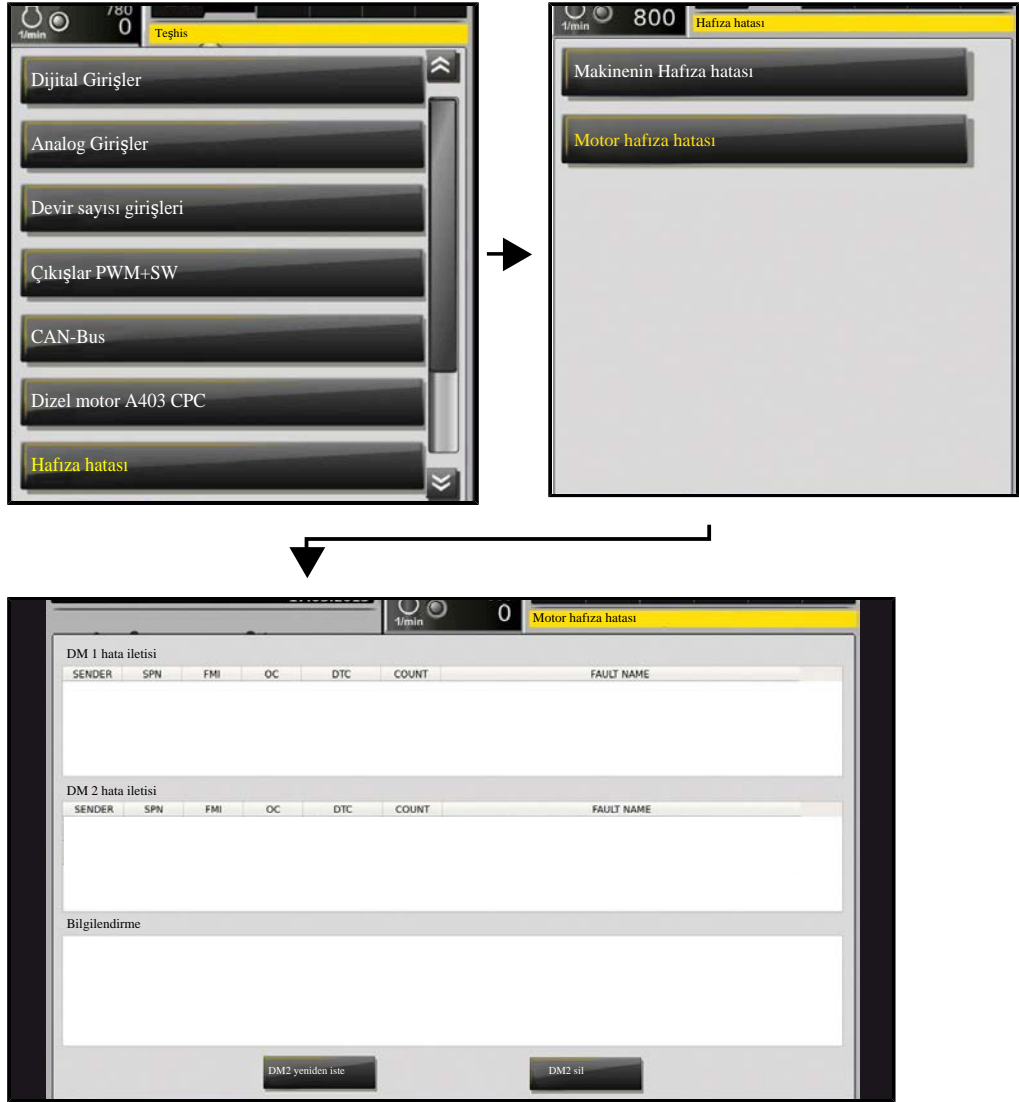 780
1/min
0
Teşhis
Dijital Girişler
Analog Girişler
Devir sayısı girişleri
Çıkışlar PWM+SW
CAN-Bus
Dizel motor A403 CPC
Hafıza hatası
1/min
800
Hafıza hatası
Makinenin Hafıza hatası
Motor hafıza hatası
1/min
0
Motor hafıza hatası
DM 1 hata iletisi
SENDER SPN FMI OC DTC COUNT FAULT NAME
DM 2 hata iletisi
SENDER SPN FMI OC DTC COUNT FAULT NAME
Bilgilendirme
DM2 yeniden iste
DM2 sil